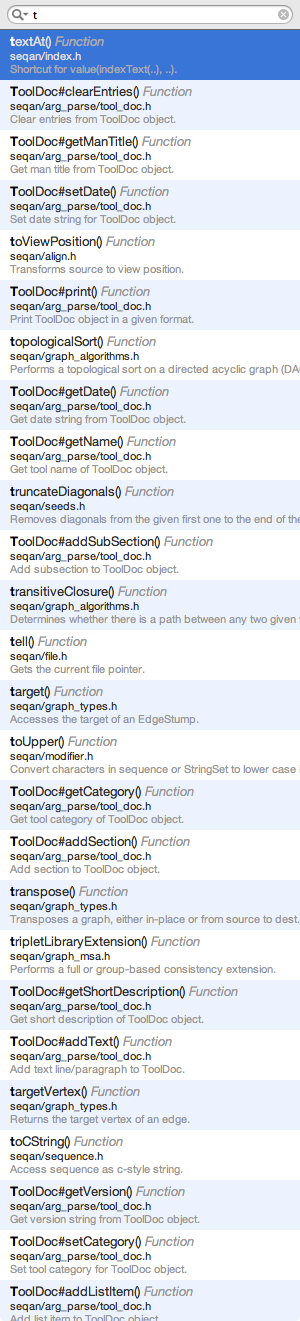 t
textAt() Function
seqan/index.h
Shortcut for value(indexText(..), ..).
ToolDoc#clearEntries() Function
seqan/arg_parse/tool_doc.h
Clear entries from ToolDoc object.
ToolDoc#getManTitle() Function
seqan/arg_parse/tool_doc.h
Get man title from ToolDoc object.
ToolDoc#setDate() Function
seqan/arg_parse/tool_doc.h
Set date string for ToolDoc object.
toViewPosition() Function
seqan/align.h
Transforms source to view position.
ToolDoc#print() Function
seqan/arg_parse/tool_doc.h
Print ToolDoc object in a given format.
topologicalSort() Function
seqan/graph_algorithms.h
Performs a topological sort on a directed acyclic graph (DAG
ToolDoc#getDate() Function
seqan/arg_parse/tool_doc.h
Get date string from ToolDoc object.
ToolDoc#getName() Function
seqan/arg_parse/tool_doc.h
Get tool name of ToolDoc object.
truncateDiagonals() Function
seqan/seeds.h
Removes diagonals from the given first one to the end of the
ToolDoc#addSubSection() Function
seqan/arg_parse/tool_doc.h
Add subsection to ToolDoc object.
transitiveClosure() Function
seqan/graph_algorithms.h
Determines whether there is a path between any two given
tell() Function
seqan/file.h
Gets the current file pointer.
target() Function
seqan/graph_types.h
Accesses the target of an EdgeStump.
toUpper() Function
seqan/modifier.h
Convert characters in sequence or StringSet to lower case
ToolDoc#getCategory() Function
seqan/arg_parse/tool_doc.h
Get tool category of ToolDoc object.
ToolDoc#addSection() Function
seqan/arg_parse/tool_doc.h
Add section to ToolDoc object.
transpose() Function
seqan/graph_types.h
Transposes a graph, either in-place or from source to dest.
tripletLibraryExtension() Function
seqan/graph_msa.h
Performs a full or group-based consistency extension.
ToolDoc#getShortDescription() Function
seqan/arg_parse/tool_doc.h
Get short description of ToolDoc object.
ToolDoc#addText() Function
seqan/arg_parse/tool_doc.h
Add text line/paragraph to ToolDoc.
targetVertex() Function
seqan/graph_types.h
Returns the target vertex of an edge.
toCString() Function
seqan/sequence.h
Access sequence as c-style string.
ToolDoc#getVersion() Function
seqan/arg_parse/tool_doc.h
Get version string from ToolDoc object.
ToolDoc#setCategory() Function
seqan/arg_parse/tool_doc.h
Set tool category for ToolDoc object.
ToolDoc#addListItem() Function
seqan/arg_parse/tool_doc.h
Add list item to ToolDoc object